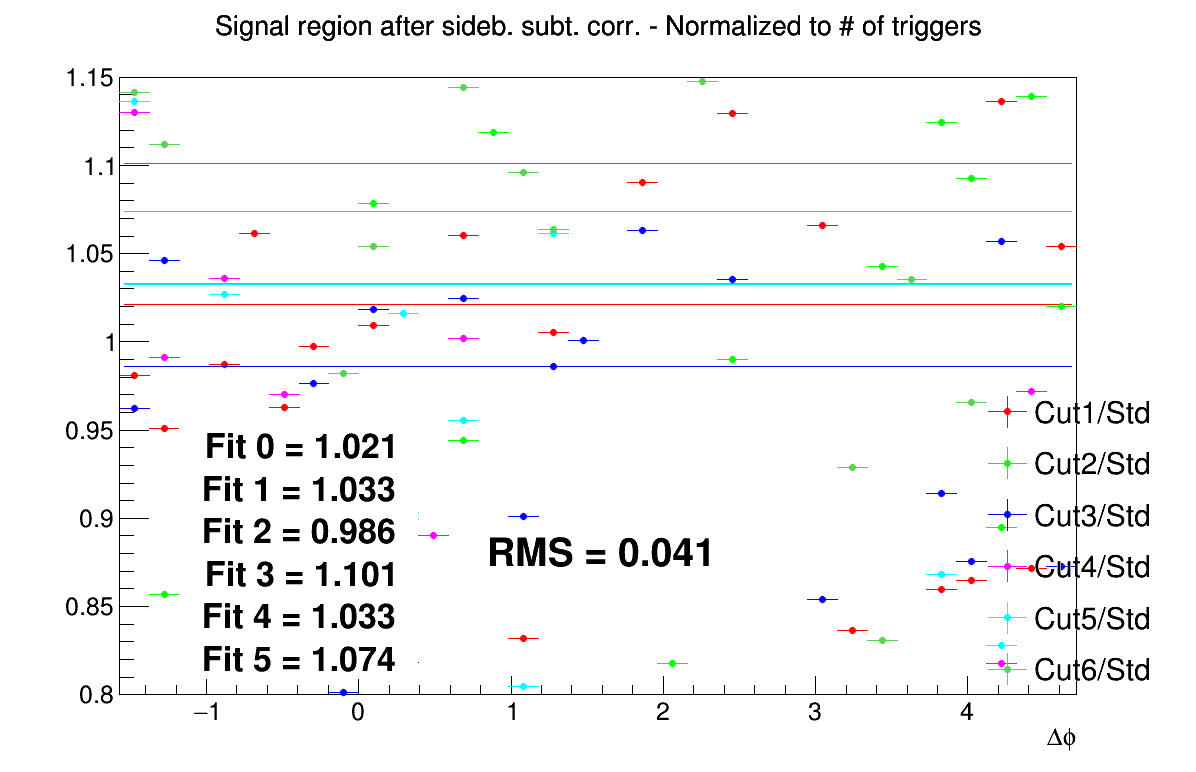 Signal region after sideb. subt. corr. - Normalized to # of triggers
1.15
1.1
1.05
1
0.95
0.9
0.85
0.8
Fit 0 = 1.021
Fit 1 = 1.033
Fit 2 = 0.986
Fit 3 = 1.101
Fit 4 = 1.033
Fit 5 = 1.074
RMS = 0.041
Cut1/Std
Cut2/Std
Cut3/Std
Cut4/Std
Cut5/Std
Cut6/Std
−1 0 1 2 3 4
Δϕ